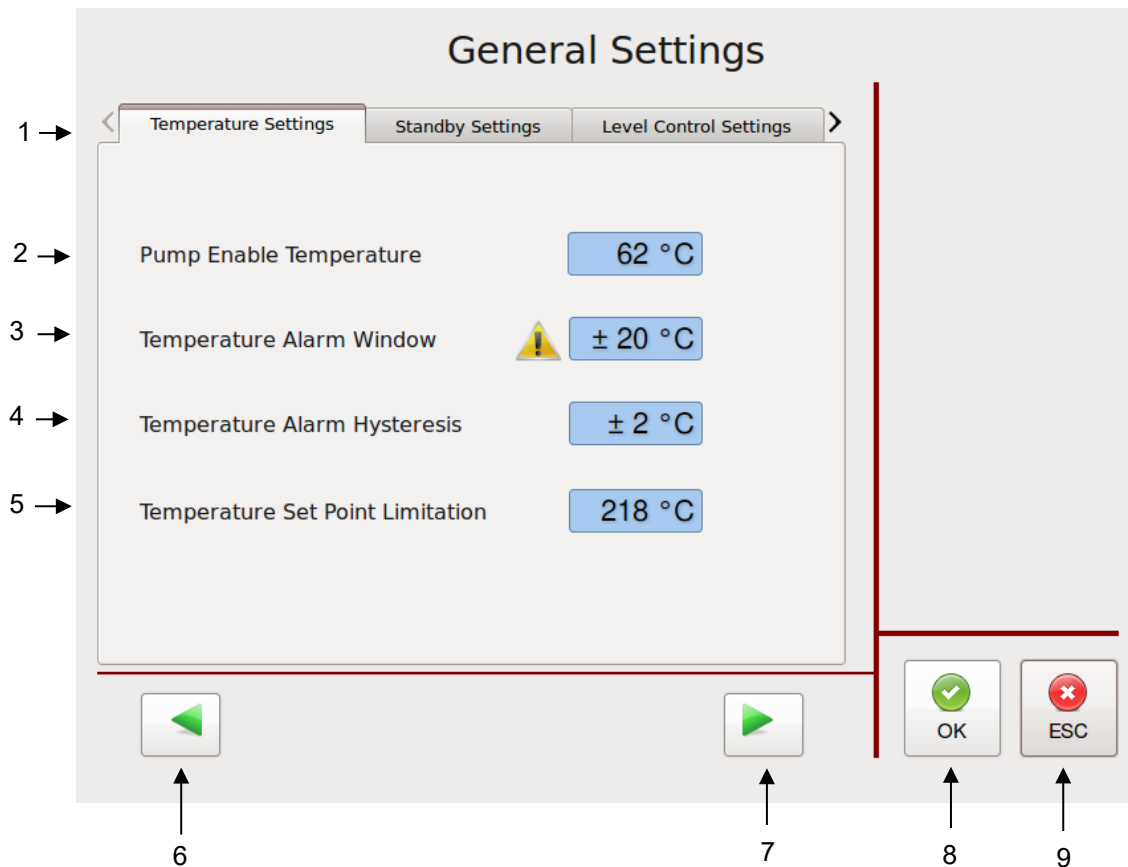 General Settings
1 Temperature Settings Standby Settings Level Control Settings
2 Pump Enable Temperature 62 °C
3 Temperature Alarm Window ± 20 °C
4 Temperature Alarm Hysteresis ± 2 °C
5 Temperature Set Point Limitation 218 °C
OK ESC
6 7 8 9